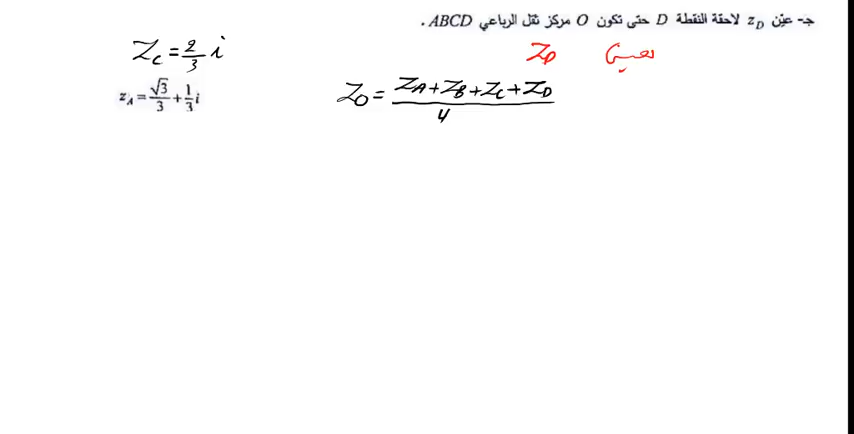 جـ- عيّن z_D لاحقة النقطة D حتى تكون O مركز ثقل الرباعي ABCD .
تعيين Z_D
Z_C = 2/3 i
z_A = √3/3 + 1/3 i
Z_O = (Z_A + Z_B + Z_C + Z_D) / 4